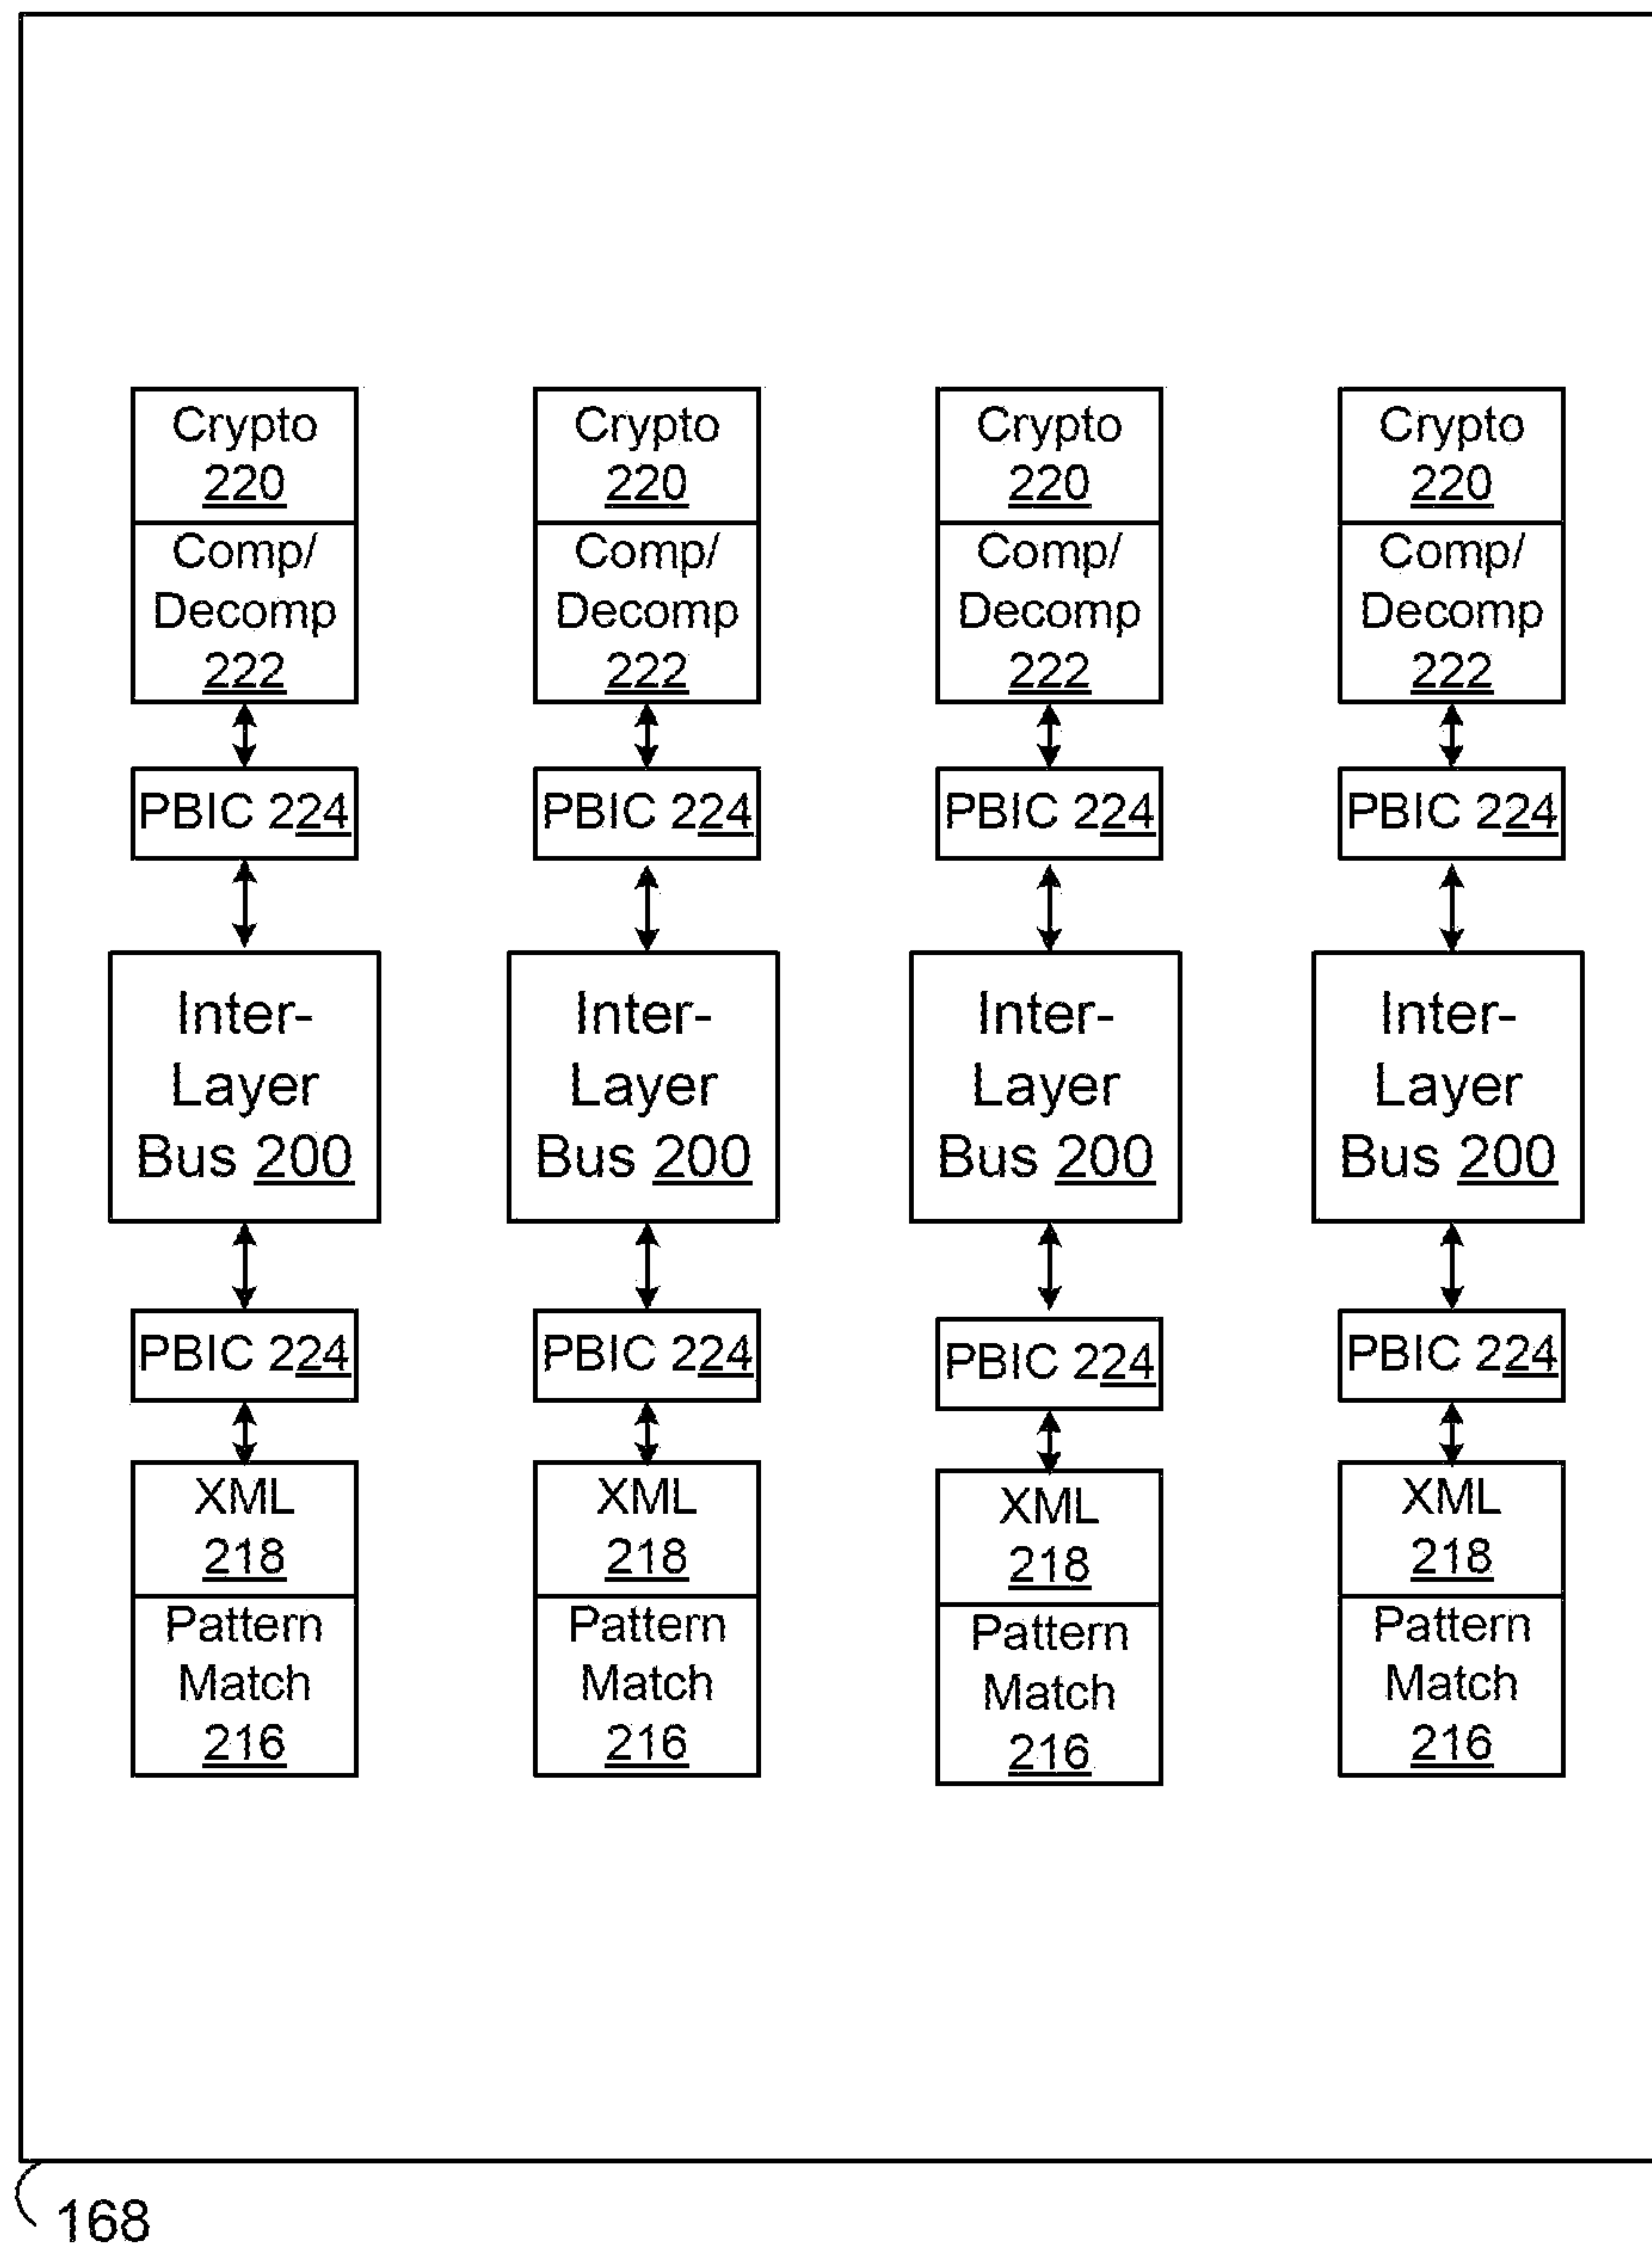 Crypto
220
Comp/
Decomp
222
PBIC 224
Inter-
Layer
Bus 200
PBIC 224
XML
218
Pattern
Match
216
Crypto
220
Comp/
Decomp
222
PBIC 224
Inter-
Layer
Bus 200
PBIC 224
XML
218
Pattern
Match
216
Crypto
220
Comp/
Decomp
222
PBIC 224
Inter-
Layer
Bus 200
PBIC 224
XML
218
Pattern
Match
216
Crypto
220
Comp/
Decomp
222
PBIC 224
Inter-
Layer
Bus 200
PBIC 224
XML
218
Pattern
Match
216
168